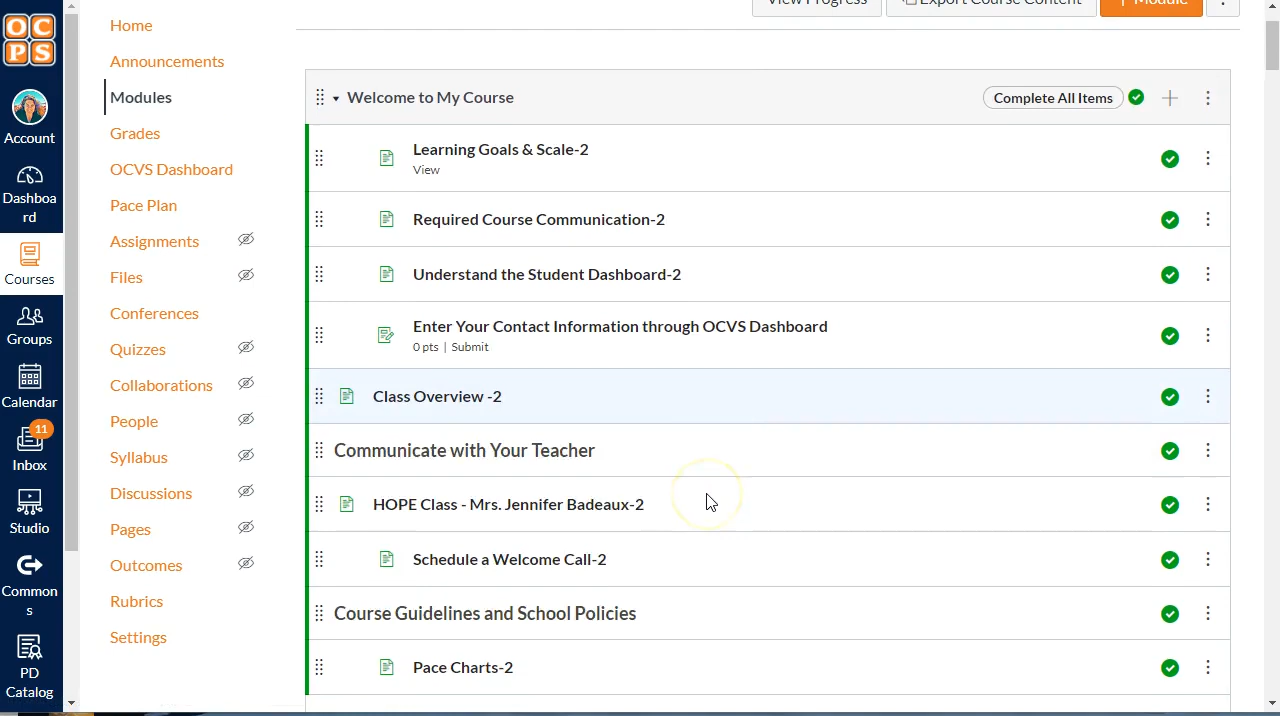 View Progress
Export Course Content
+ Module
OC
PS
Account
Dashboa
rd
Courses
Groups
Calendar
11
Inbox
Studio
Common
s
PD
Catalog
Home
Announcements
Modules
Grades
OCVS Dashboard
Pace Plan
Assignments
Files
Conferences
Quizzes
Collaborations
People
Syllabus
Discussions
Pages
Outcomes
Rubrics
Settings
Welcome to My Course
Complete All Items
Learning Goals & Scale-2
View
Required Course Communication-2
Understand the Student Dashboard-2
Enter Your Contact Information through OCVS Dashboard
0 pts | Submit
Class Overview -2
Communicate with Your Teacher
HOPE Class - Mrs. Jennifer Badeaux-2
Schedule a Welcome Call-2
Course Guidelines and School Policies
Pace Charts-2